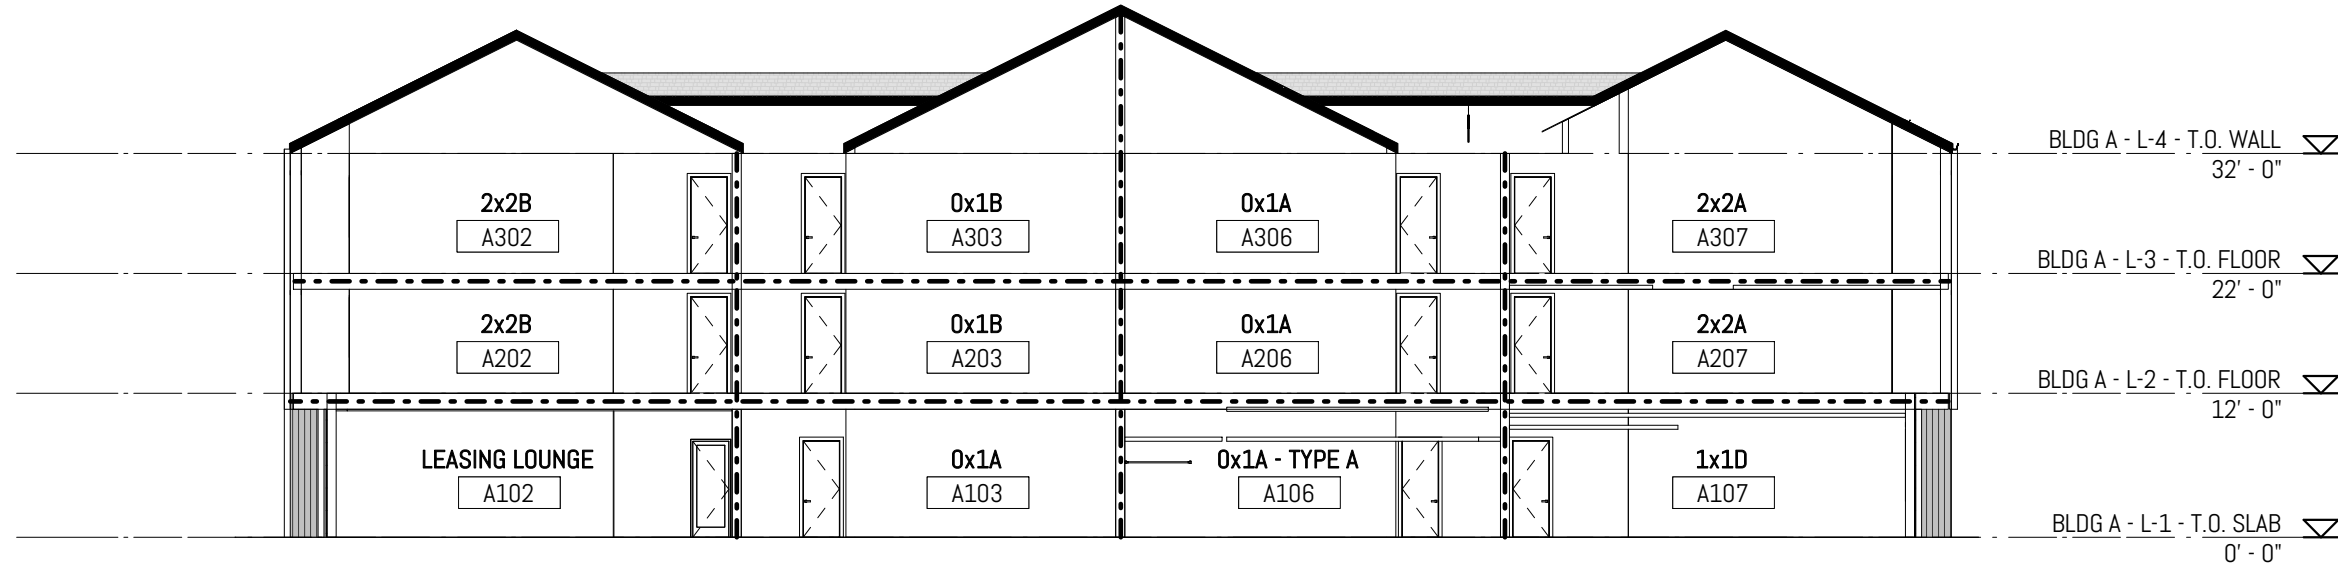 BLDG A - L-4 - T.O. WALL
32' - 0"
2x2B
0x1B
0x1A
2x2A
A302
A303
A306
A307
BLDG A - L-3 - T.O. FLOOR
22' - 0"
2x2B
0x1B
0x1A
2x2A
A202
A203
A206
A207
BLDG A - L-2 - T.O. FLOOR
12' - 0"
LEASING LOUNGE
0x1A
0x1A - TYPE A
1x1D
A102
A103
A106
A107
BLDG A - L-1 - T.O. SLAB
0' - 0"